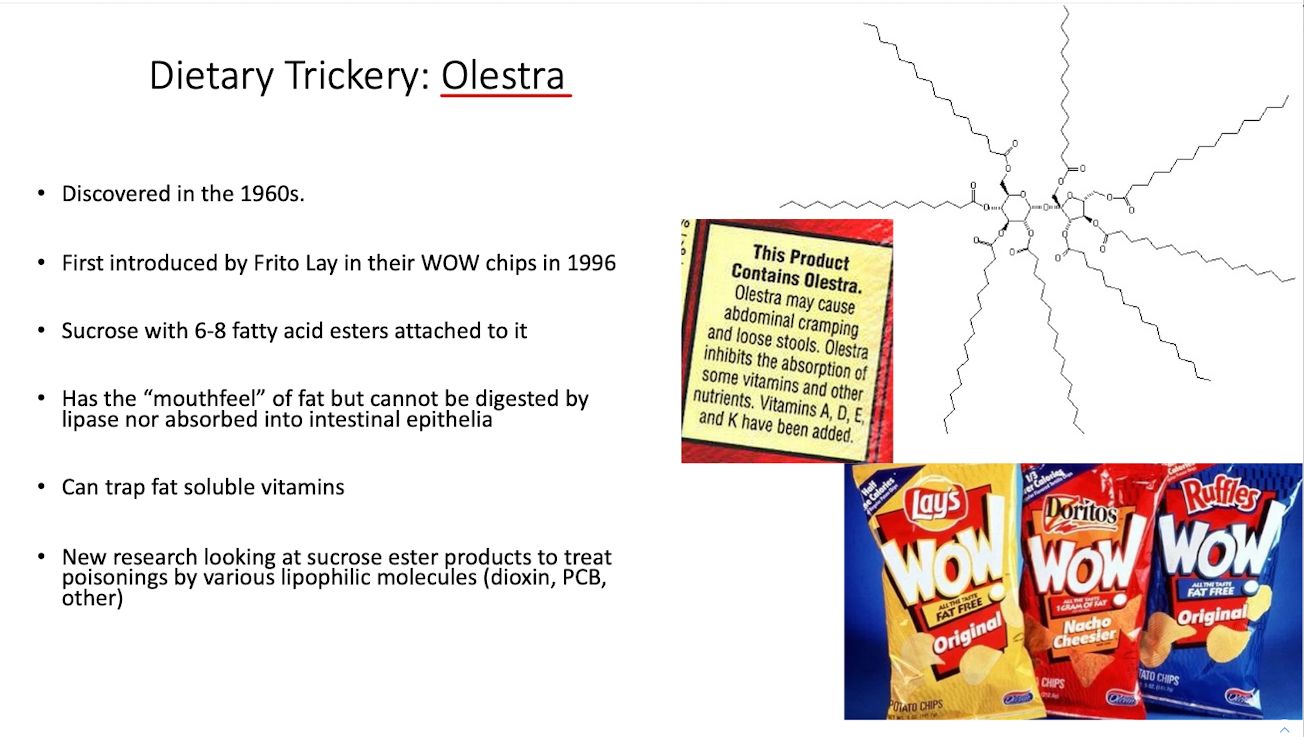 Dietary Trickery: Olestra
• Discovered in the 1960s.
• First introduced by Frito Lay in their WOW chips in 1996
• Sucrose with 6-8 fatty acid esters attached to it
• Has the “mouthfeel” of fat but cannot be digested by
lipase nor absorbed into intestinal epithelia
• Can trap fat soluble vitamins
• New research looking at sucrose ester products to treat
poisonings by various lipophilic molecules (dioxin, PCB,
other)
This Product
Contains Olestra.
Olestra may cause
abdominal cramping
and loose stools. Olestra
inhibits the absorption of
some vitamins and other
nutrients. Vitamins A, D, E,
and K have been added.
Half
Calories
Lay's
WOW!
ALL THE TASTE
FAT FREE
Original
POTATO CHIPS
1/3
Doritos
WOW!
ALL THE TASTE
1 GRAM OF FAT
Nacho
Cheesier
CHIPS
Ruffles
WOW!
ALL THE TASTE
FAT FREE
Original
TATO CHIPS